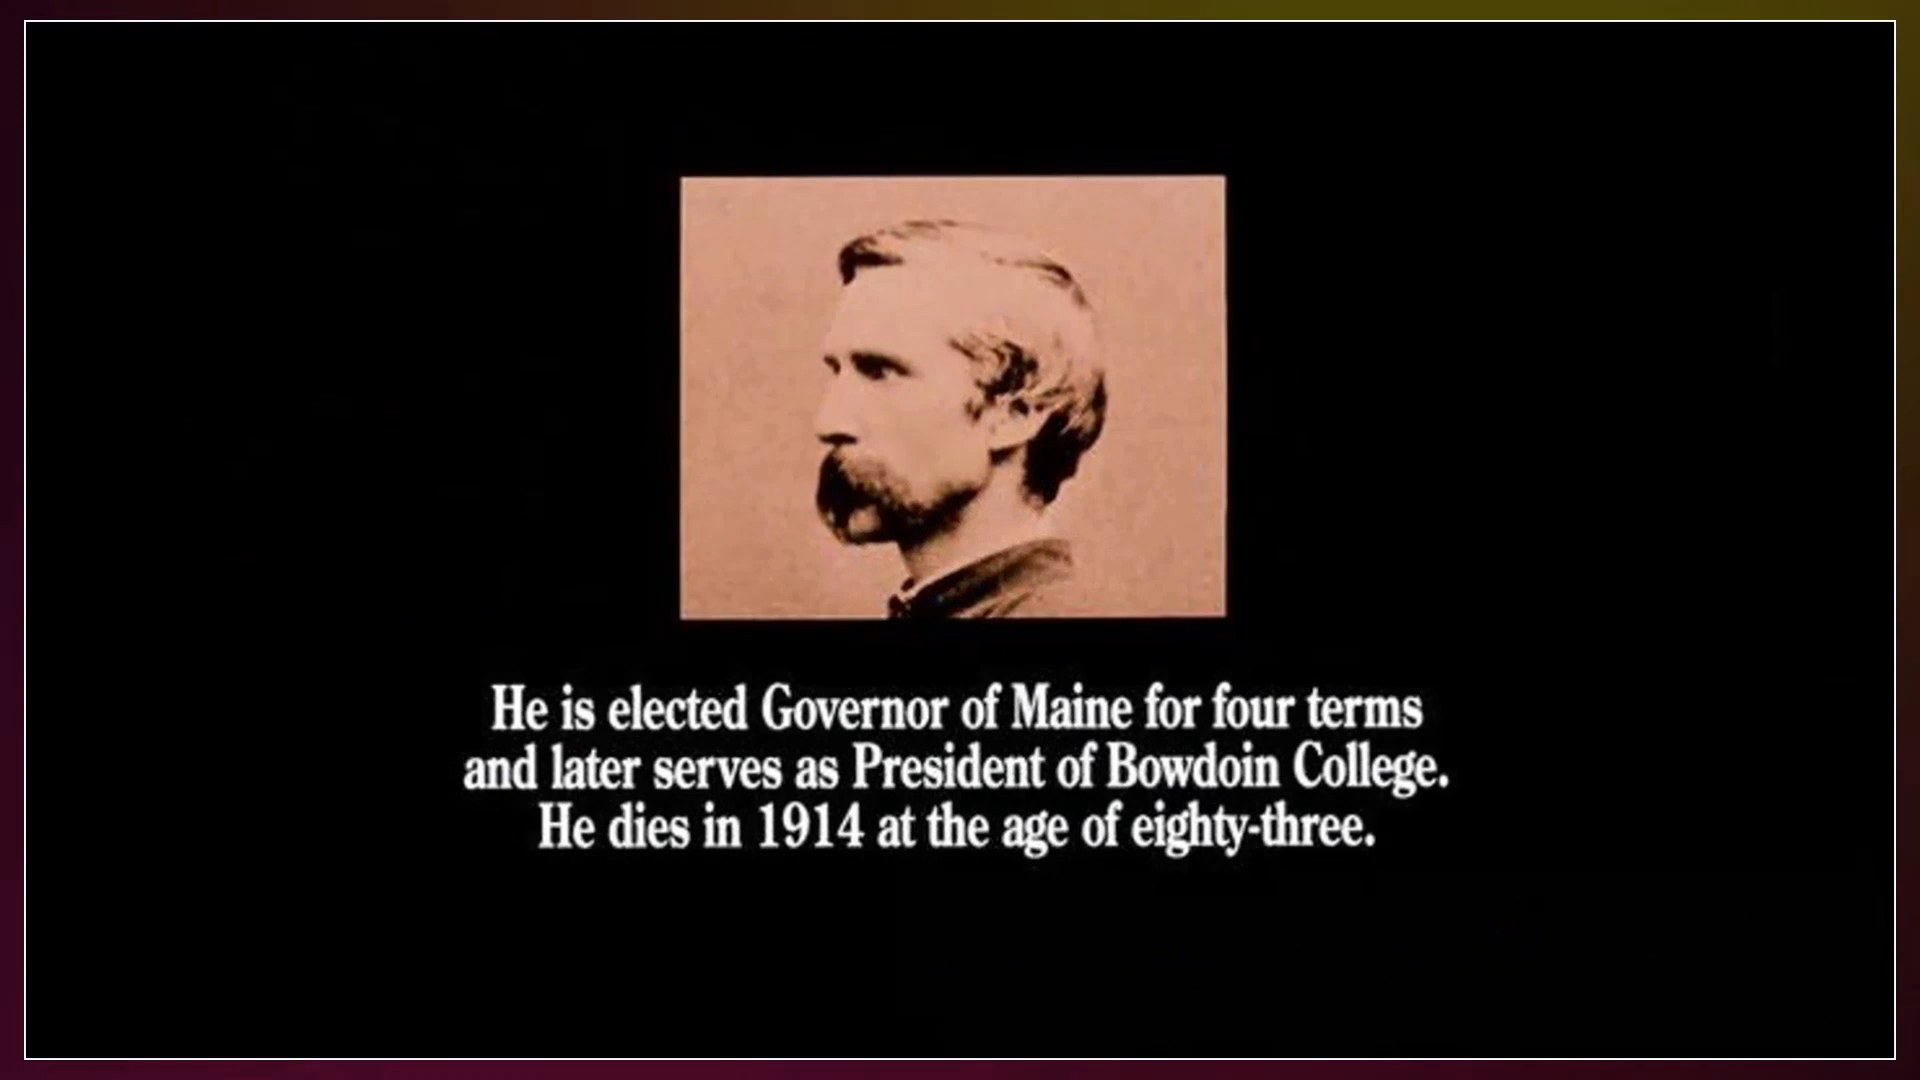 He is elected Governor of Maine for four terms
and later serves as President of Bowdoin College.
He dies in 1914 at the age of eighty-three.